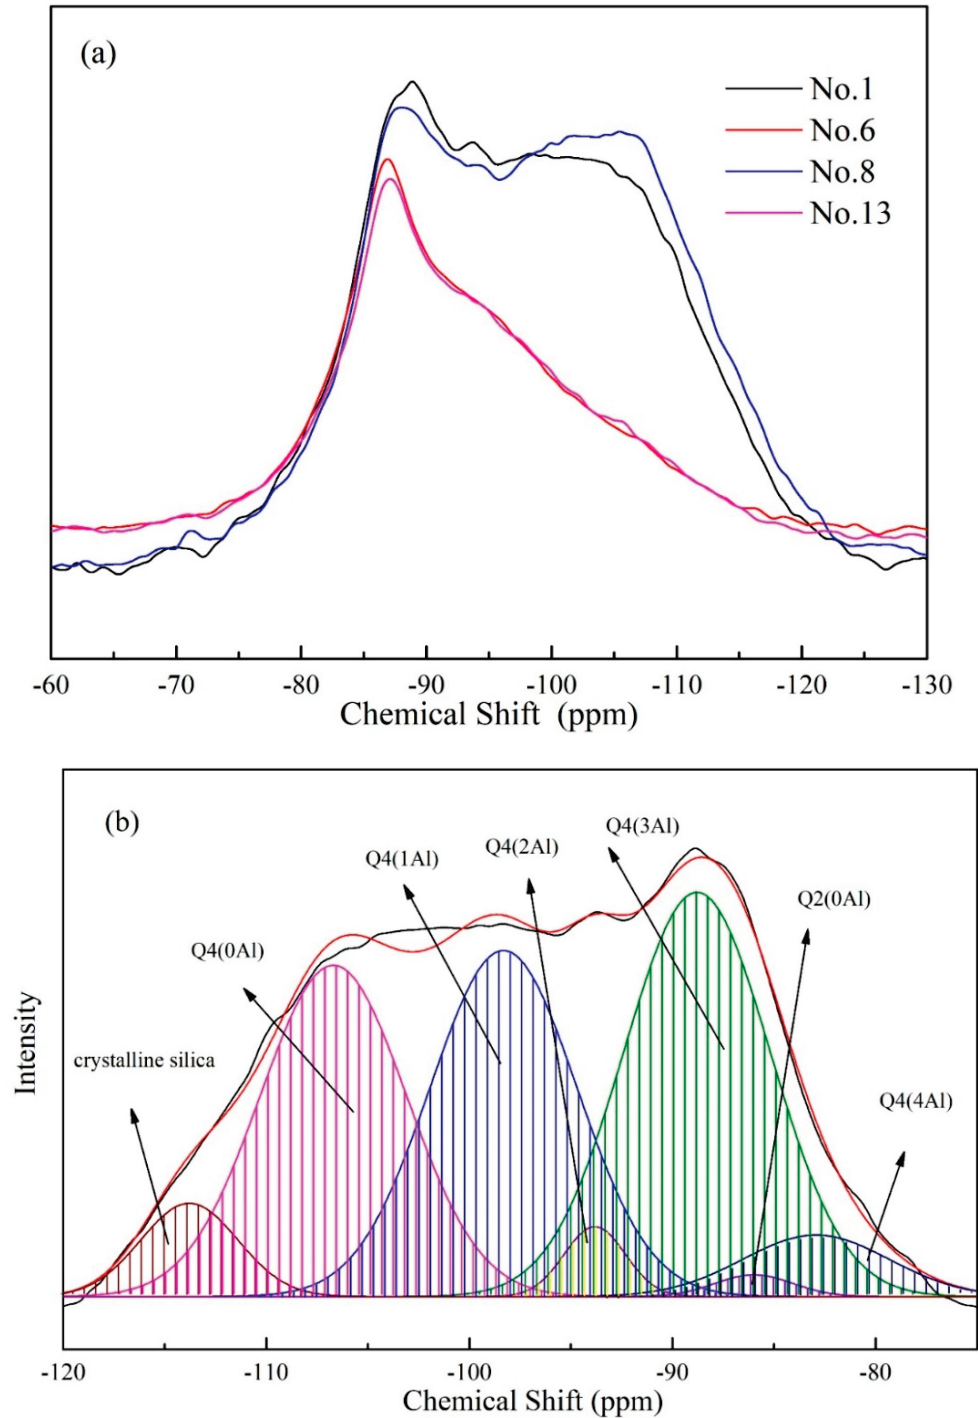 (a)
No.1
No.6
No.8
No.13
-60 -70 -80 -90 -100 -110 -120 -130
Chemical Shift (ppm)
(b)
Q4(3Al)
Q4(1Al)
Q4(2Al)
Q2(0Al)
Q4(0Al)
crystalline silica
Q4(4Al)
Intensity
-120 -110 -100 -90 -80
Chemical Shift (ppm)